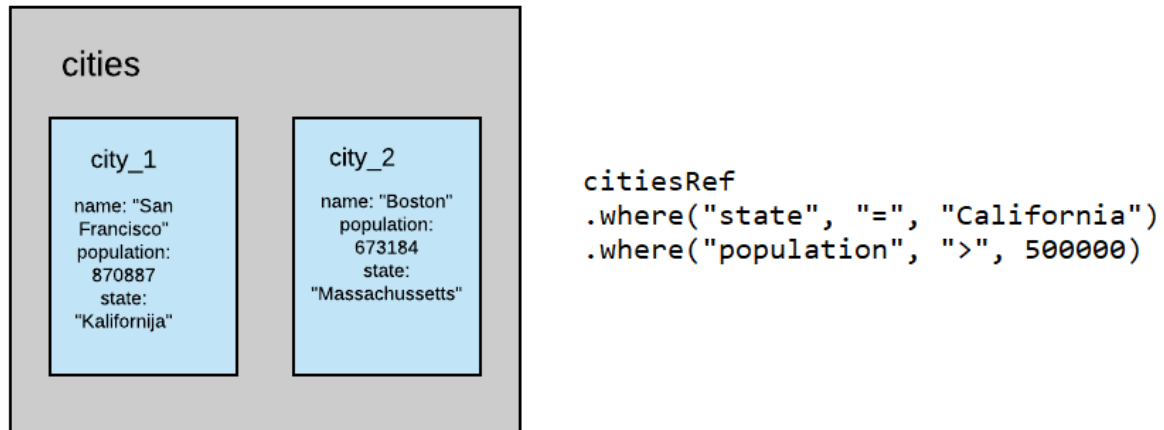 cities
city_1
name: "San
Francisco"
population:
870887
state:
"Kalifornija"
city_2
name: "Boston"
population:
673184
state:
"Massachussetts"
citiesRef
.where("state", "=", "California")
.where("population", ">", 500000)